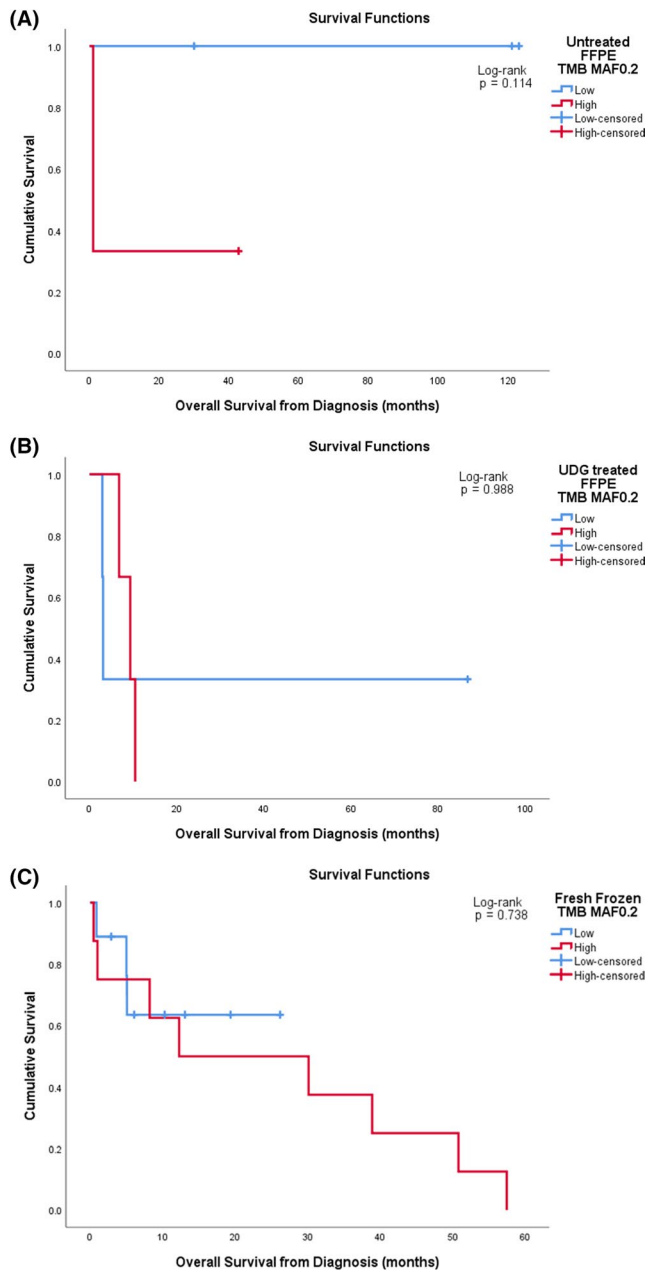 (A)
Survival Functions
Untreated
FFPE
TMB MAF0.2
Low
High
Low-censored
High-censored
Log-rank
p = 0.114
Cumulative Survival
1.0
0.8
0.6
0.4
0.2
0.0
0 20 40 60 80 100 120
Overall Survival from Diagnosis (months)
(B)
Survival Functions
UDG treated
FFPE
TMB MAF0.2
Low
High
Low-censored
High-censored
Log-rank
p = 0.988
Cumulative Survival
1.0
0.8
0.6
0.4
0.2
0.0
0 20 40 60 80 100
Overall Survival from Diagnosis (months)
(C)
Survival Functions
Fresh Frozen
TMB MAF0.2
Low
High
Low-censored
High-censored
Log-rank
p = 0.738
Cumulative Survival
1.0
0.8
0.6
0.4
0.2
0.0
0 10 20 30 40 50 60
Overall Survival from Diagnosis (months)